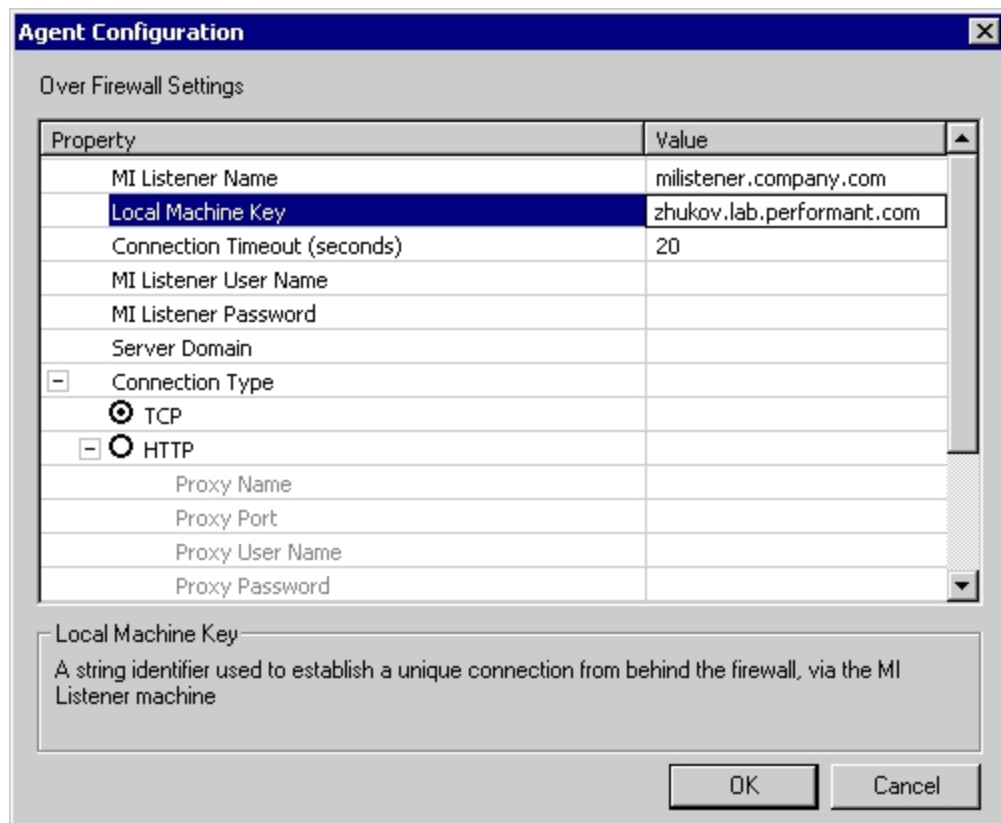 Agent Configuration
Over Firewall Settings
Property Value
MI Listener Name milistener.company.com
Local Machine Key zhukov.lab.performant.com
Connection Timeout (seconds) 20
MI Listener User Name
MI Listener Password
Server Domain
Connection Type
TCP
HTTP
Proxy Name
Proxy Port
Proxy User Name
Proxy Password
Local Machine Key
A string identifier used to establish a unique connection from behind the firewall, via the MI
Listener machine
OK Cancel